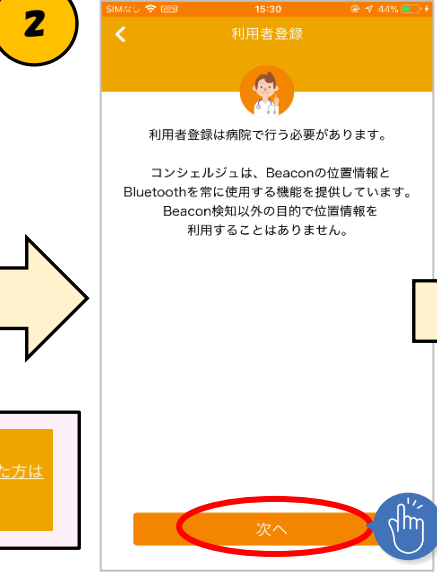 2
SIMなし VPN 15:30 44%
利用者登録
利用者登録は病院で行う必要があります。
コンシェルジュは、Beaconの位置情報と
Bluetoothを常に使用する機能を提供しています。
Beacon検知以外の目的で位置情報を
利用することはありません。
た方は
次へ